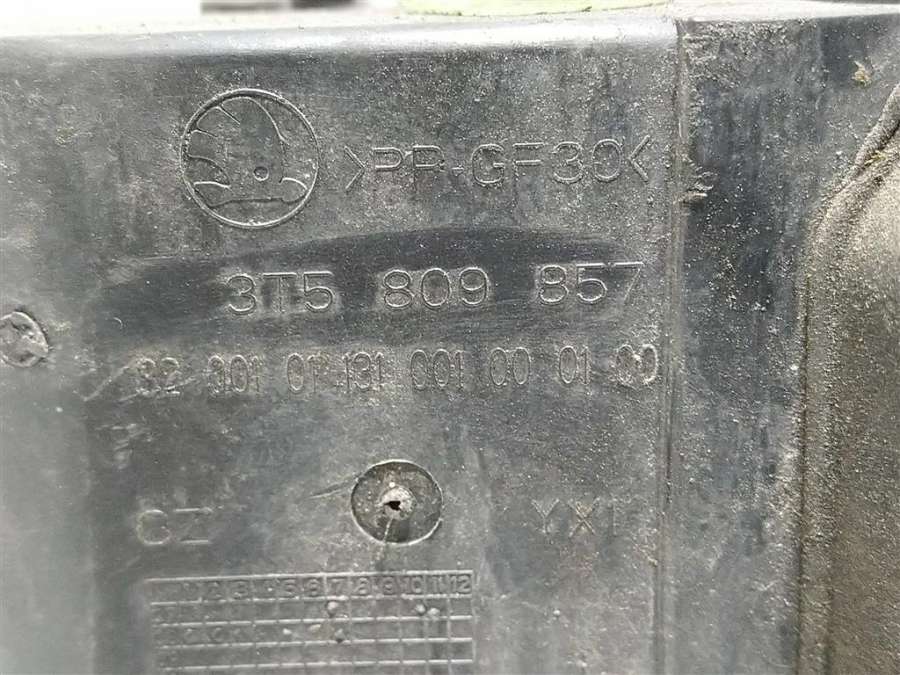 >PP-GF30<
3T5 809 857
32 001 01 131 001 00 01 00
CZ YX1
1 2 3 4 5 6 7 8 9 10 11 12